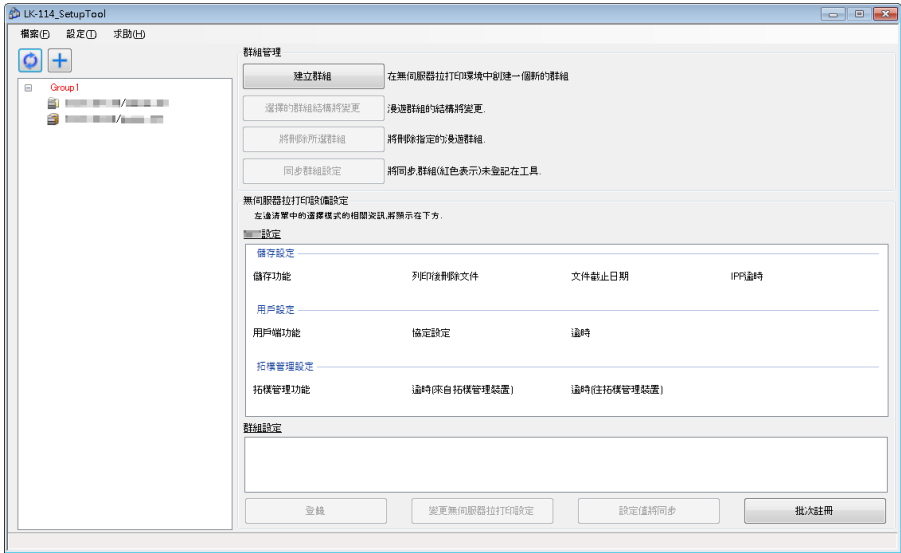 LK-114_SetupTool
檔案(F) 設定(T) 求助(H)
Group1
群組管理
建立群組 在無伺服器拉打印環境中創建一個新的群組
選擇的群組結構將變更 漫遊群組的結構將變更.
將刪除所選群組 將刪除指定的漫遊群組.
同步群組設定 將同步.群組(紅色表示)未登記在工具.
無伺服器拉打印設備設定
左邊清單中的選擇模式的相關資訊,將顯示在下方.
設定
儲存設定
儲存功能 列印後刪除文件 文件截止日期 IPP逾時
用戶設定
用戶端功能 協定設定 逾時
拓樸管理設定
拓樸管理功能 逾時(來自拓樸管理裝置) 逾時(往拓樸管理裝置)
群組設定
登錄 變更無伺服器拉打印設定 設定值將同步 批次註冊